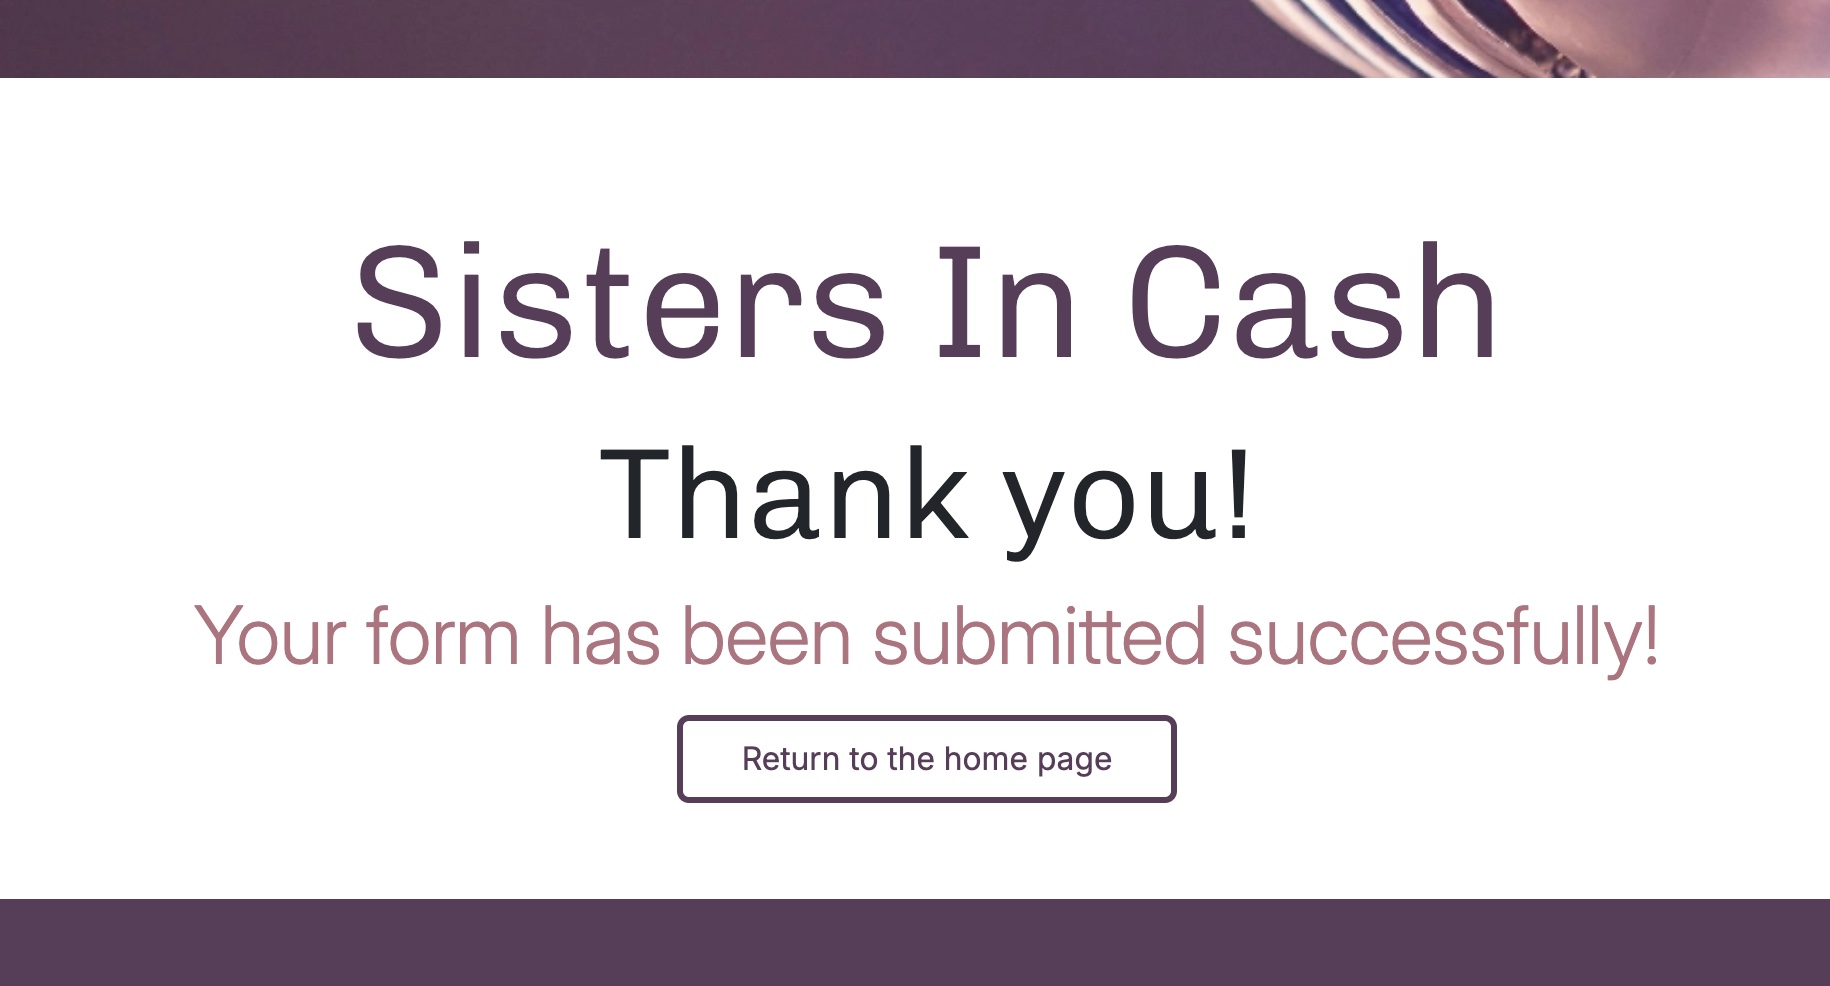 Sisters In Cash
Thank you!
Your form has been submitted successfully!
Return to the home page